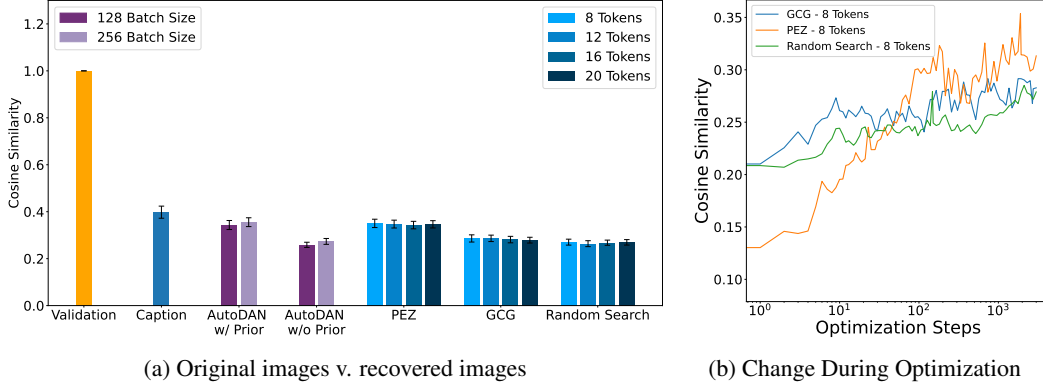 128 Batch Size
256 Batch Size
8 Tokens
12 Tokens
16 Tokens
20 Tokens
Cosine Similarity
1.2
1.0
0.8
0.6
0.4
0.2
0.0
Validation
Caption
AutoDAN
w/ Prior
AutoDAN
w/o Prior
PEZ
GCG
Random Search
(a) Original images v. recovered images
GCG - 8 Tokens
PEZ - 8 Tokens
Random Search - 8 Tokens
Cosine Similarity
0.35
0.30
0.25
0.20
0.15
0.10
10⁰
10¹
10²
10³
Optimization Steps
(b) Change During Optimization